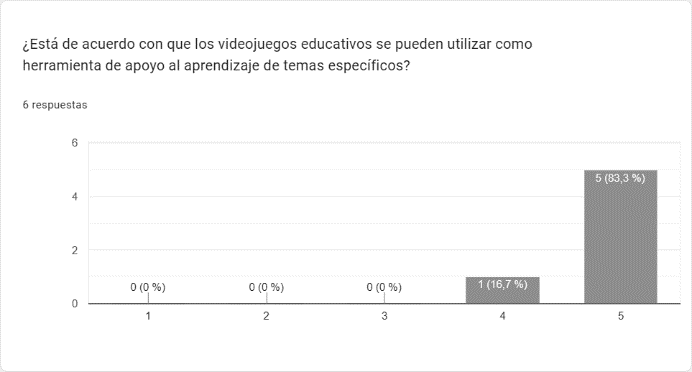 ¿Está de acuerdo con que los videojuegos educativos se pueden utilizar como
herramienta de apoyo al aprendizaje de temas específicos?
6 respuestas
6
4
2
0
0 (0 %)
0 (0 %)
0 (0 %)
1 (16,7 %)
5 (83,3 %)
1
2
3
4
5